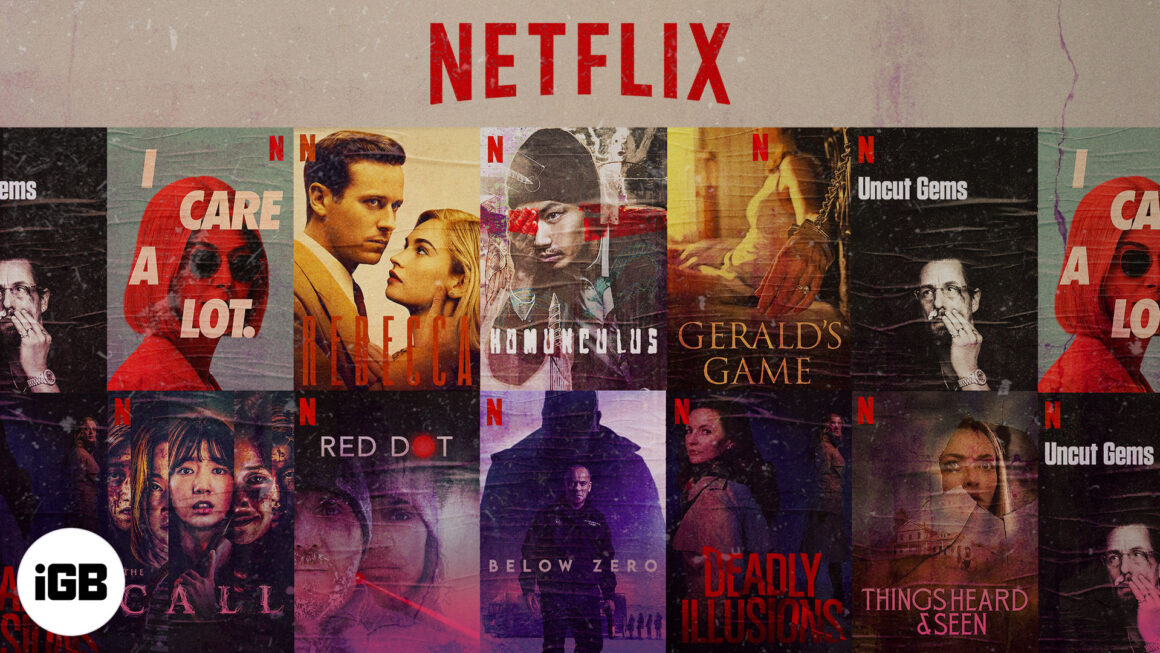 NETFLIX
ems
I
CARE
A
LOT.
N
N
REBECCA
N
HOMUNCULUS
N
GERALD'S
GAME
N
Uncut Gems
I
CA
A
LO
N
THE
CALL
N
RED DOT
N
BELOW ZERO
N
DEADLY
ILLUSIONS
N
THINGS HEARD
& SEEN
N
Uncut Gems
iGB